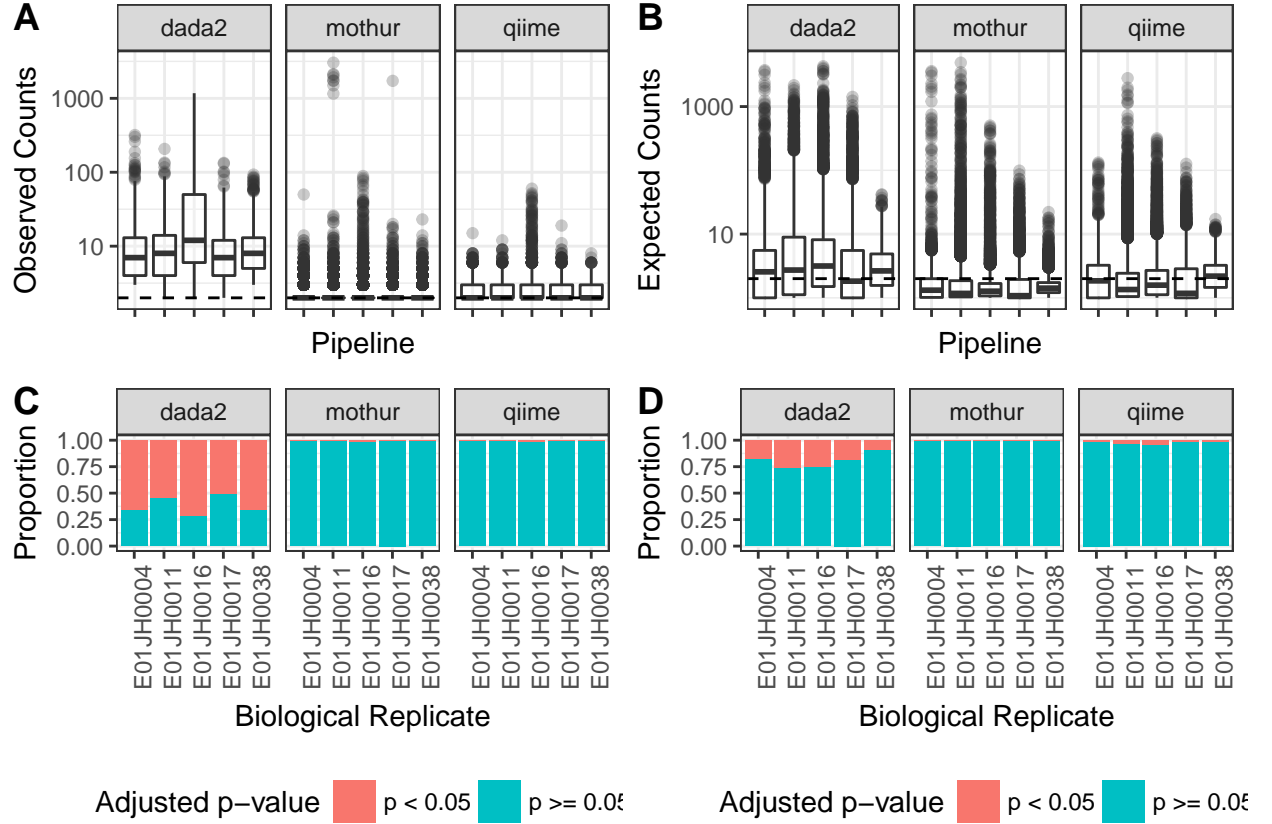 A
dada2
mothur
qiime
Observed Counts
1000
100
10
Pipeline
B
dada2
mothur
qiime
Expected Counts
1000
10
Pipeline
C
dada2
mothur
qiime
Proportion
1.00
0.75
0.50
0.25
0.00
E01JH0004
E01JH0011
E01JH0016
E01JH0017
E01JH0038
E01JH0004
E01JH0011
E01JH0016
E01JH0017
E01JH0038
E01JH0004
E01JH0011
E01JH0016
E01JH0017
E01JH0038
Biological Replicate
Adjusted p−value
p < 0.05
p >= 0.05
D
dada2
mothur
qiime
Proportion
1.00
0.75
0.50
0.25
0.00
E01JH0004
E01JH0011
E01JH0016
E01JH0017
E01JH0038
E01JH0004
E01JH0011
E01JH0016
E01JH0017
E01JH0038
E01JH0004
E01JH0011
E01JH0016
E01JH0017
E01JH0038
Biological Replicate
Adjusted p−value
p < 0.05
p >= 0.05